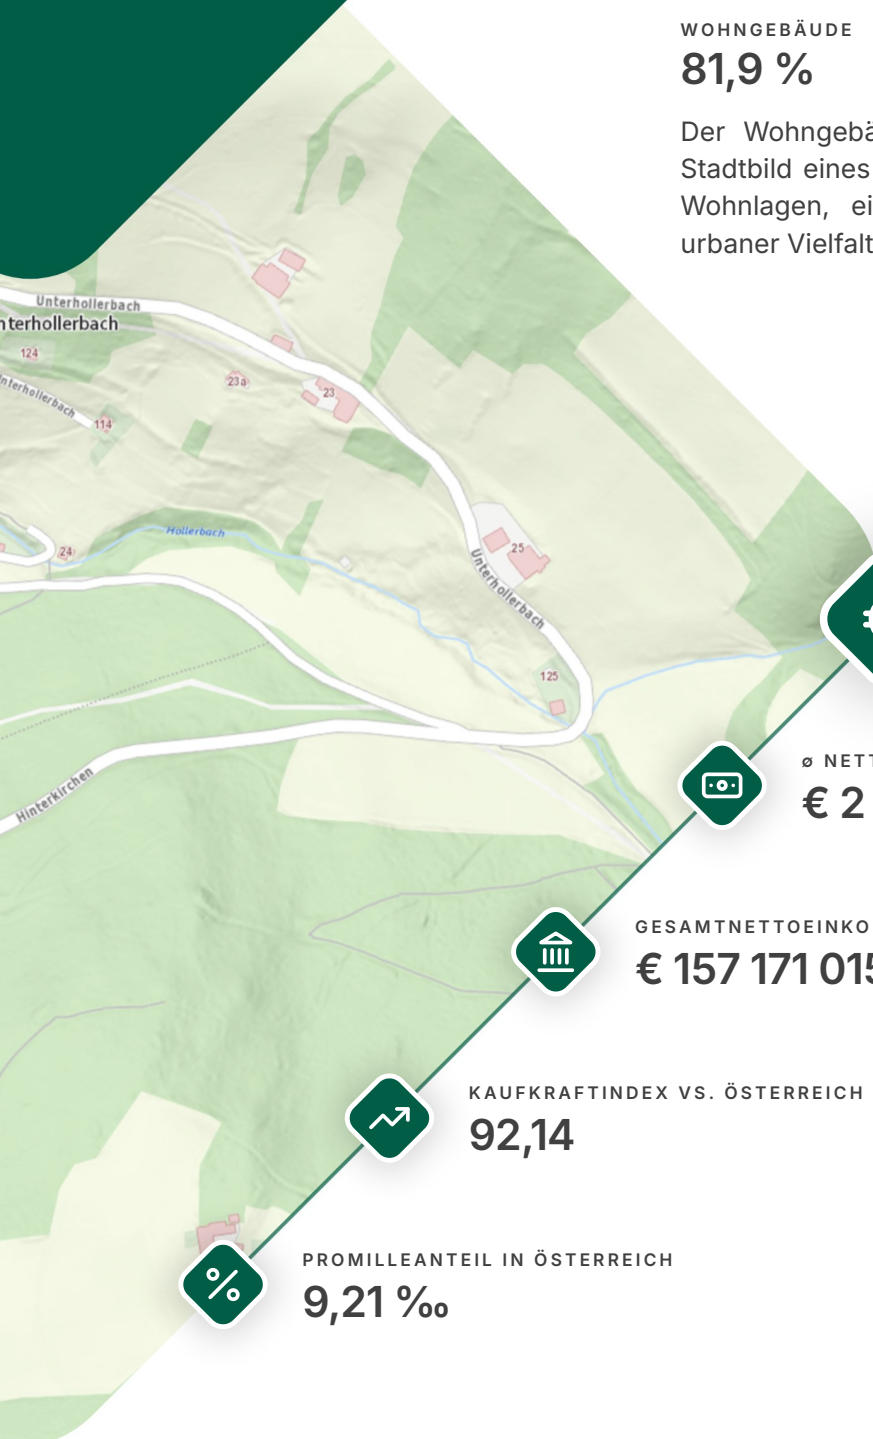 WOHNGEBÄUDE
81,9 %
Der Wohngebä
Stadtbild eines
Wohnlagen, ei
urbaner Vielfalt
Unterhollerbach
nterhollerbach
124
23a
23
nterhollerbach
114
Hollerbach
24
25
Unterhollerbach
125
Hinterkirchen
ø NETT
€ 2
GESAMTNETTOEINKO
€ 157 171 015
KAUFKRAFTINDEX VS. ÖSTERREICH
92,14
PROMILLEANTEIL IN ÖSTERREICH
9,21 ‰